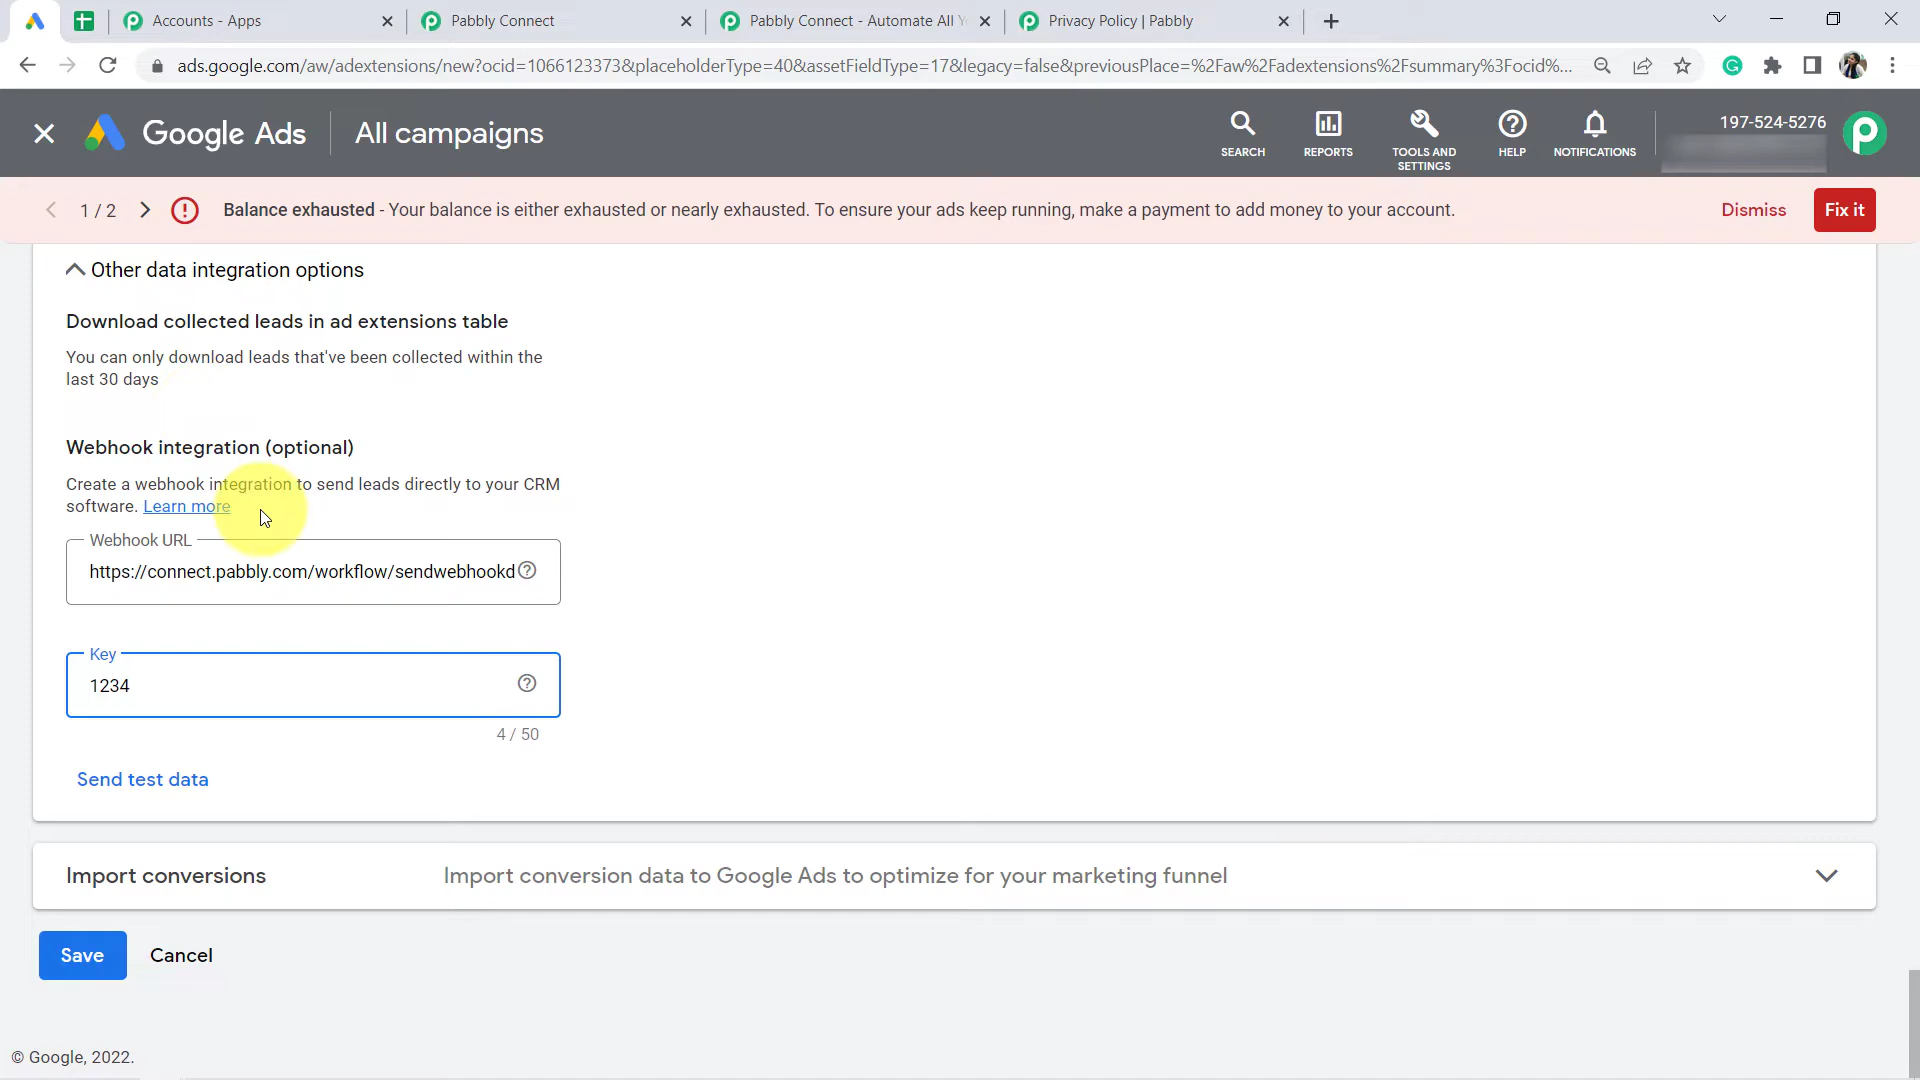 Accounts - Apps
Pabbly Connect
Pabbly Connect - Automate All Y
Privacy Policy | Pabbly
ads.google.com/aw/adextensions/new?ocid=1066123373&placeholderType=40&assetFieldType=17&legacy=false&previousPlace=%2Faw%2Fadextensions%2Fsummary%3Focid%...
Google Ads
All campaigns
SEARCH
REPORTS
TOOLS AND
SETTINGS
HELP
NOTIFICATIONS
197-524-5276
1 / 2
Balance exhausted - Your balance is either exhausted or nearly exhausted. To ensure your ads keep running, make a payment to add money to your account.
Dismiss
Fix it
Other data integration options
Download collected leads in ad extensions table
You can only download leads that've been collected within the
last 30 days
Webhook integration (optional)
Create a webhook integration to send leads directly to your CRM
software. Learn more
Webhook URL
https://connect.pabbly.com/workflow/sendwebhookd
Key
1234
4 / 50
Send test data
Import conversions
Import conversion data to Google Ads to optimize for your marketing funnel
Save
Cancel
© Google, 2022.